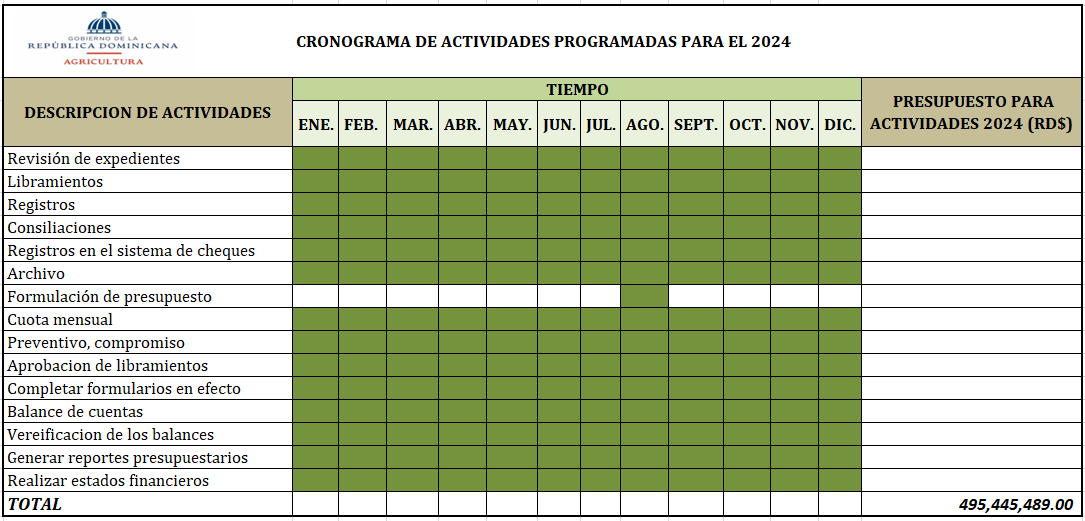 GOBIERNO DE LA
REPÚBLICA DOMINICANA
AGRICULTURA
CRONOGRAMA DE ACTIVIDADES PROGRAMADAS PARA EL 2024
DESCRIPCION DE ACTIVIDADES
TIEMPO
PRESUPUESTO PARA
ACTIVIDADES 2024 (RD$)
ENE. FEB. MAR. ABR. MAY. JUN. JUL. AGO. SEPT. OCT. NOV. DIC.
Revisión de expedientes
Libramientos
Registros
Consiliaciones
Registros en el sistema de cheques
Archivo
Formulación de presupuesto
Cuota mensual
Preventivo, compromiso
Aprobacion de libramientos
Completar formularios en efecto
Balance de cuentas
Vereificacion de los balances
Generar reportes presupuestarios
Realizar estados financieros
TOTAL 495,445,489.00